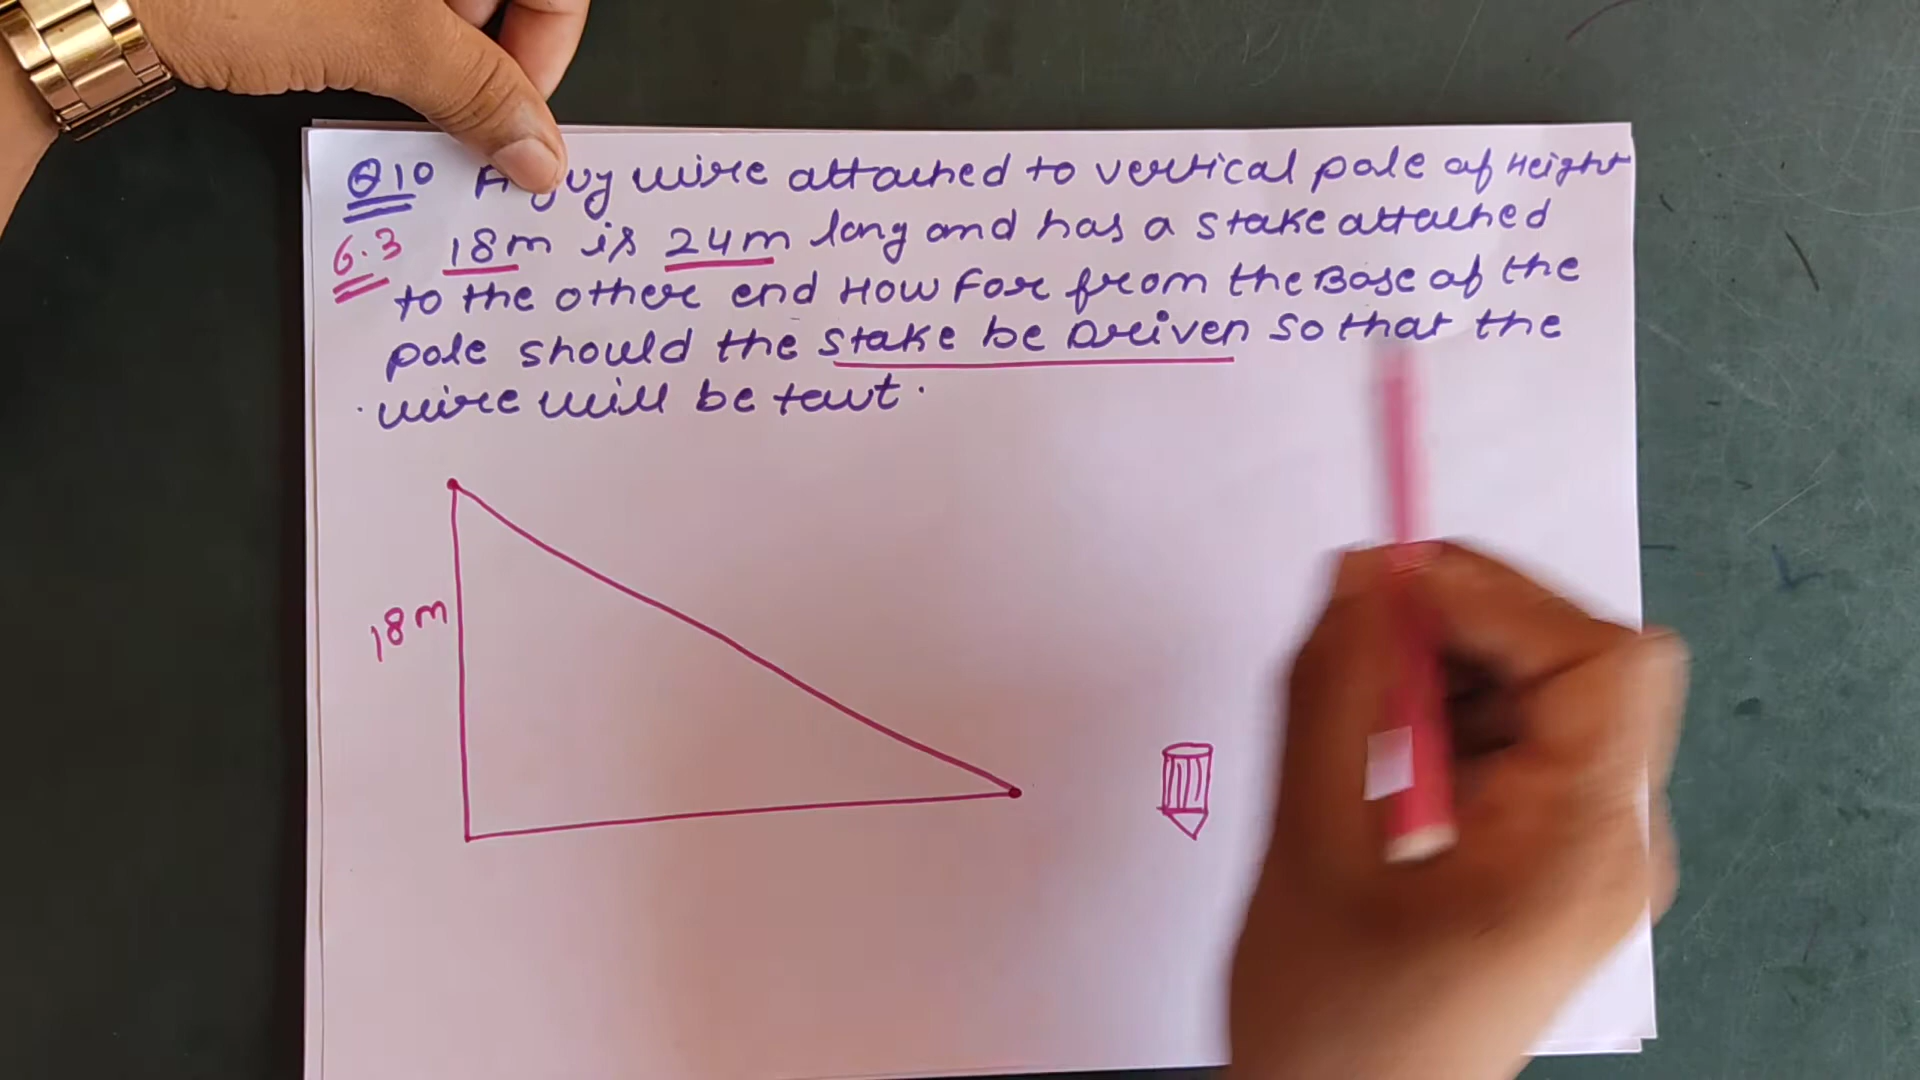 Q10 A guy wire attached to vertical pole of Height
6.3 18m is 24m long and has a stake attached
to the other end How far from the Base of the
pole should the stake be Driven so that the
wire will be taut.
18m